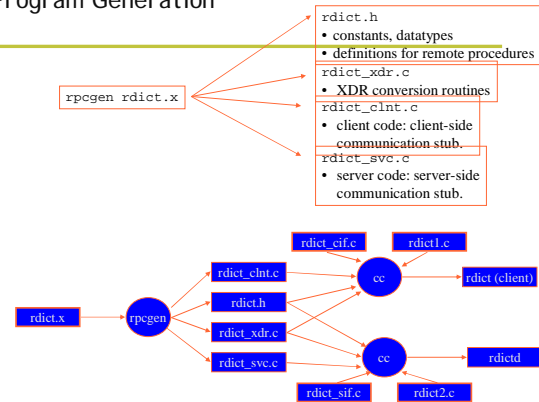 Program Generation
rdict.h
• constants, datatypes
• definitions for remote procedures
rdict_xdr.c
• XDR conversion routines
rpcgen rdict.x
rdict_clnt.c
• client code: client-side
communication stub.
rdict_svc.c
• server code: server-side
communication stub.
rdict_cif.c
rdict1.c
rdict_clnt.c
cc
rdict (client)
rdict.h
rdict.x
rpcgen
rdict_xdr.c
rdict_svc.c
cc
rdictd
rdict_sif.c
rdict2.c